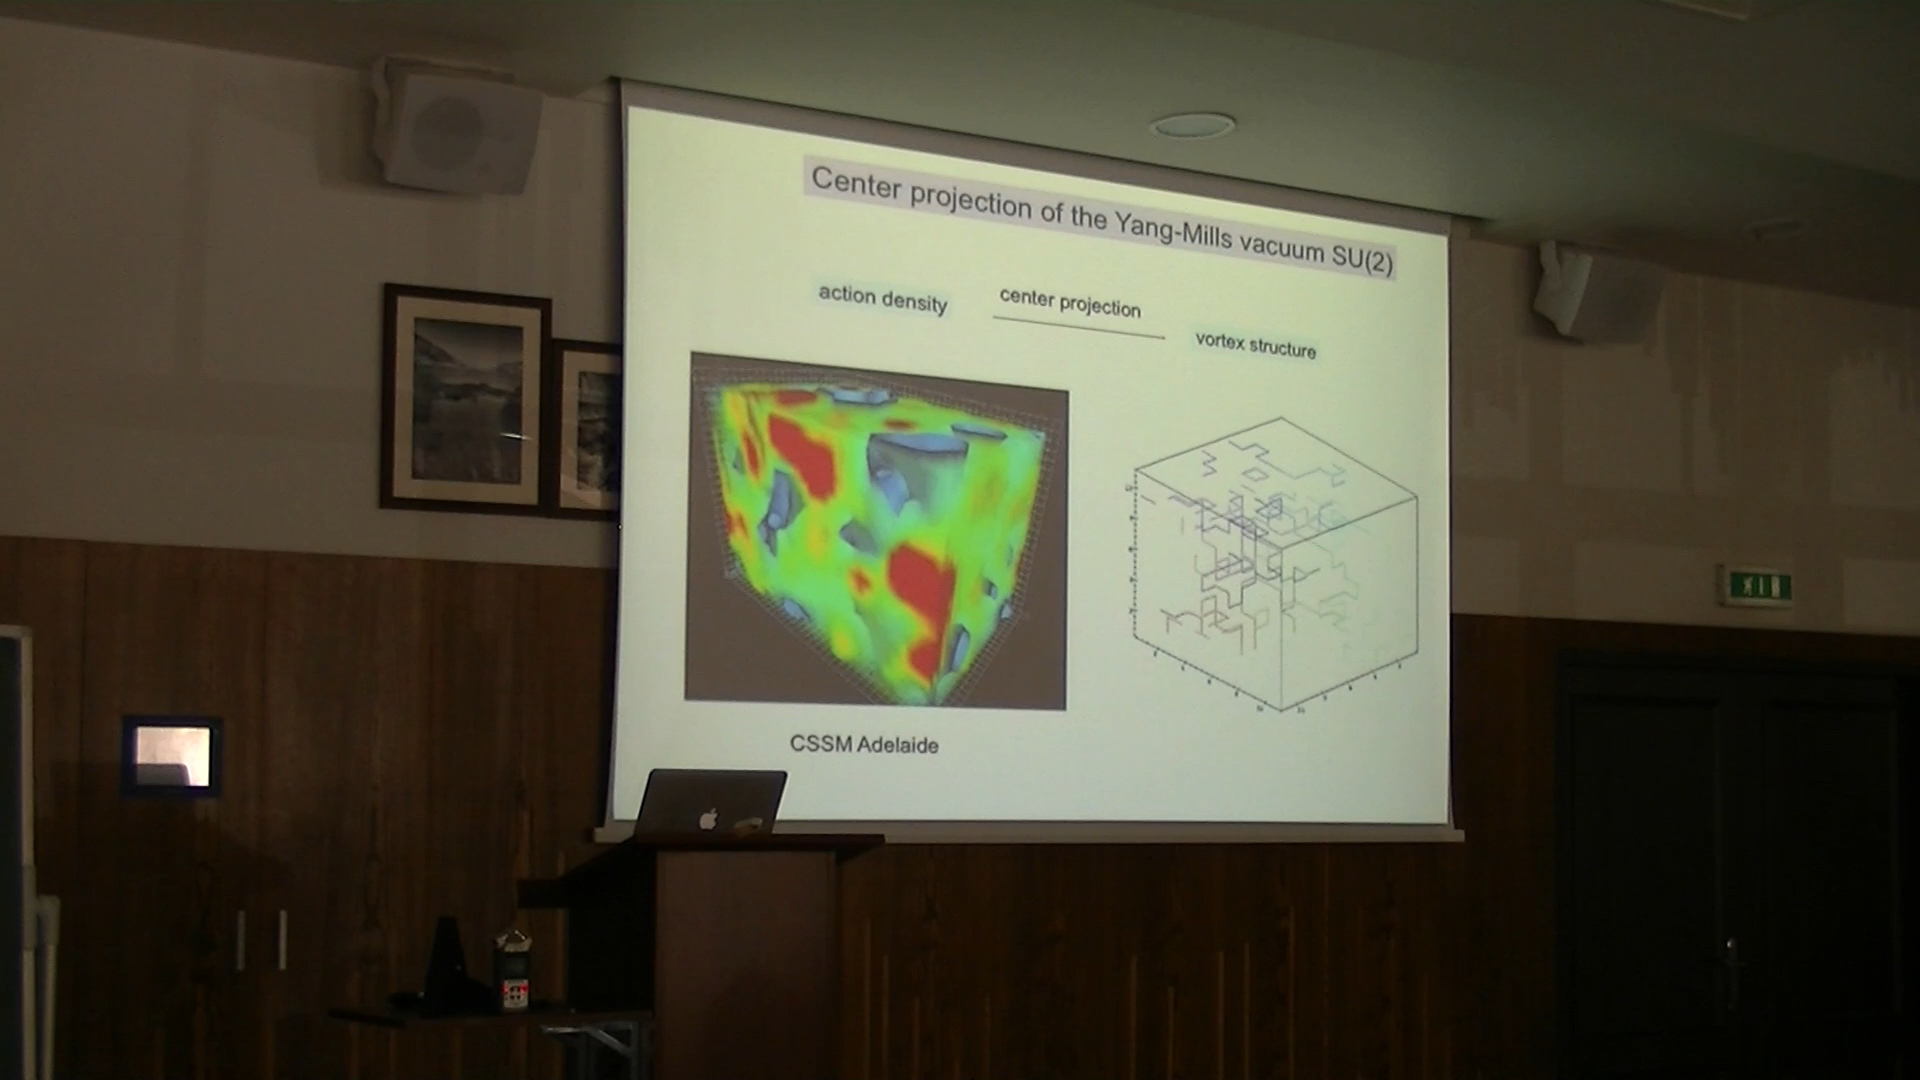 Center projection of the Yang-Mills vacuum SU(2)
action density
center projection
vortex structure
CSSM Adelaide